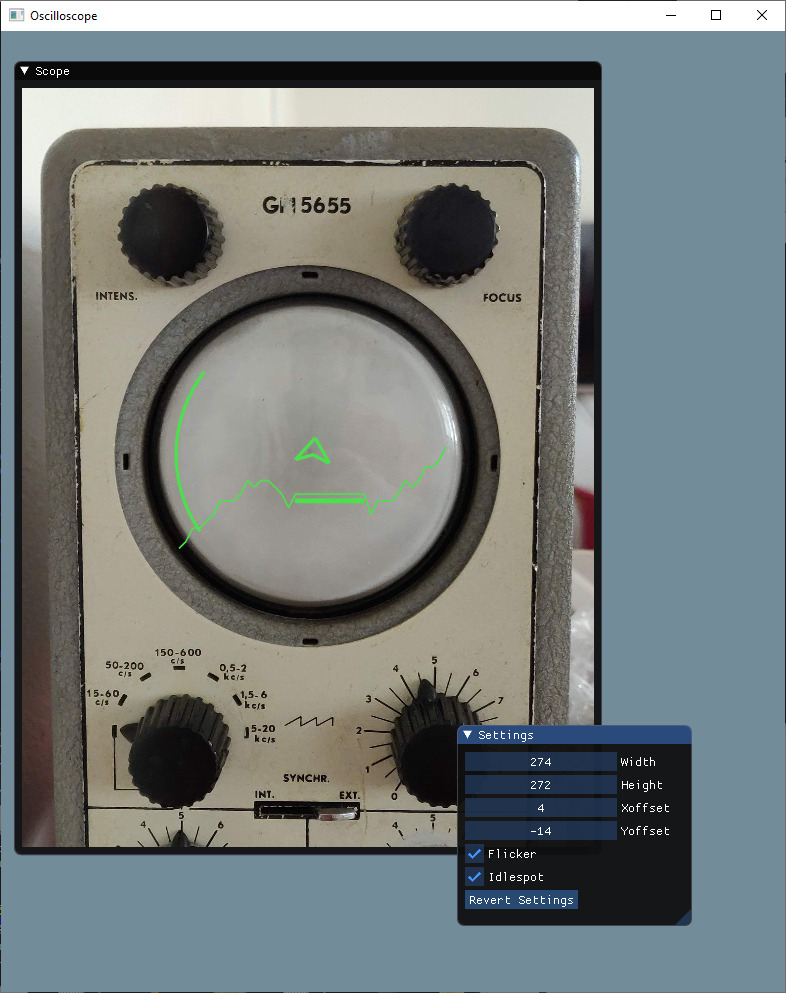 Oscilloscope
Scope
GM 5655
INTENS.
FOCUS
150-600
c/s
50-200
c/s
0,5-2
kc/s
15-60
c/s
1,5-6
kc/s
5-20
kc/s
SYNCHR.
INT.
EXT.
0
1
2
3
4
5
6
7
4
5
6
4
5
Settings
274 Width
272 Height
4 Xoffset
-14 Yoffset
Flicker
Idlespot
Revert Settings